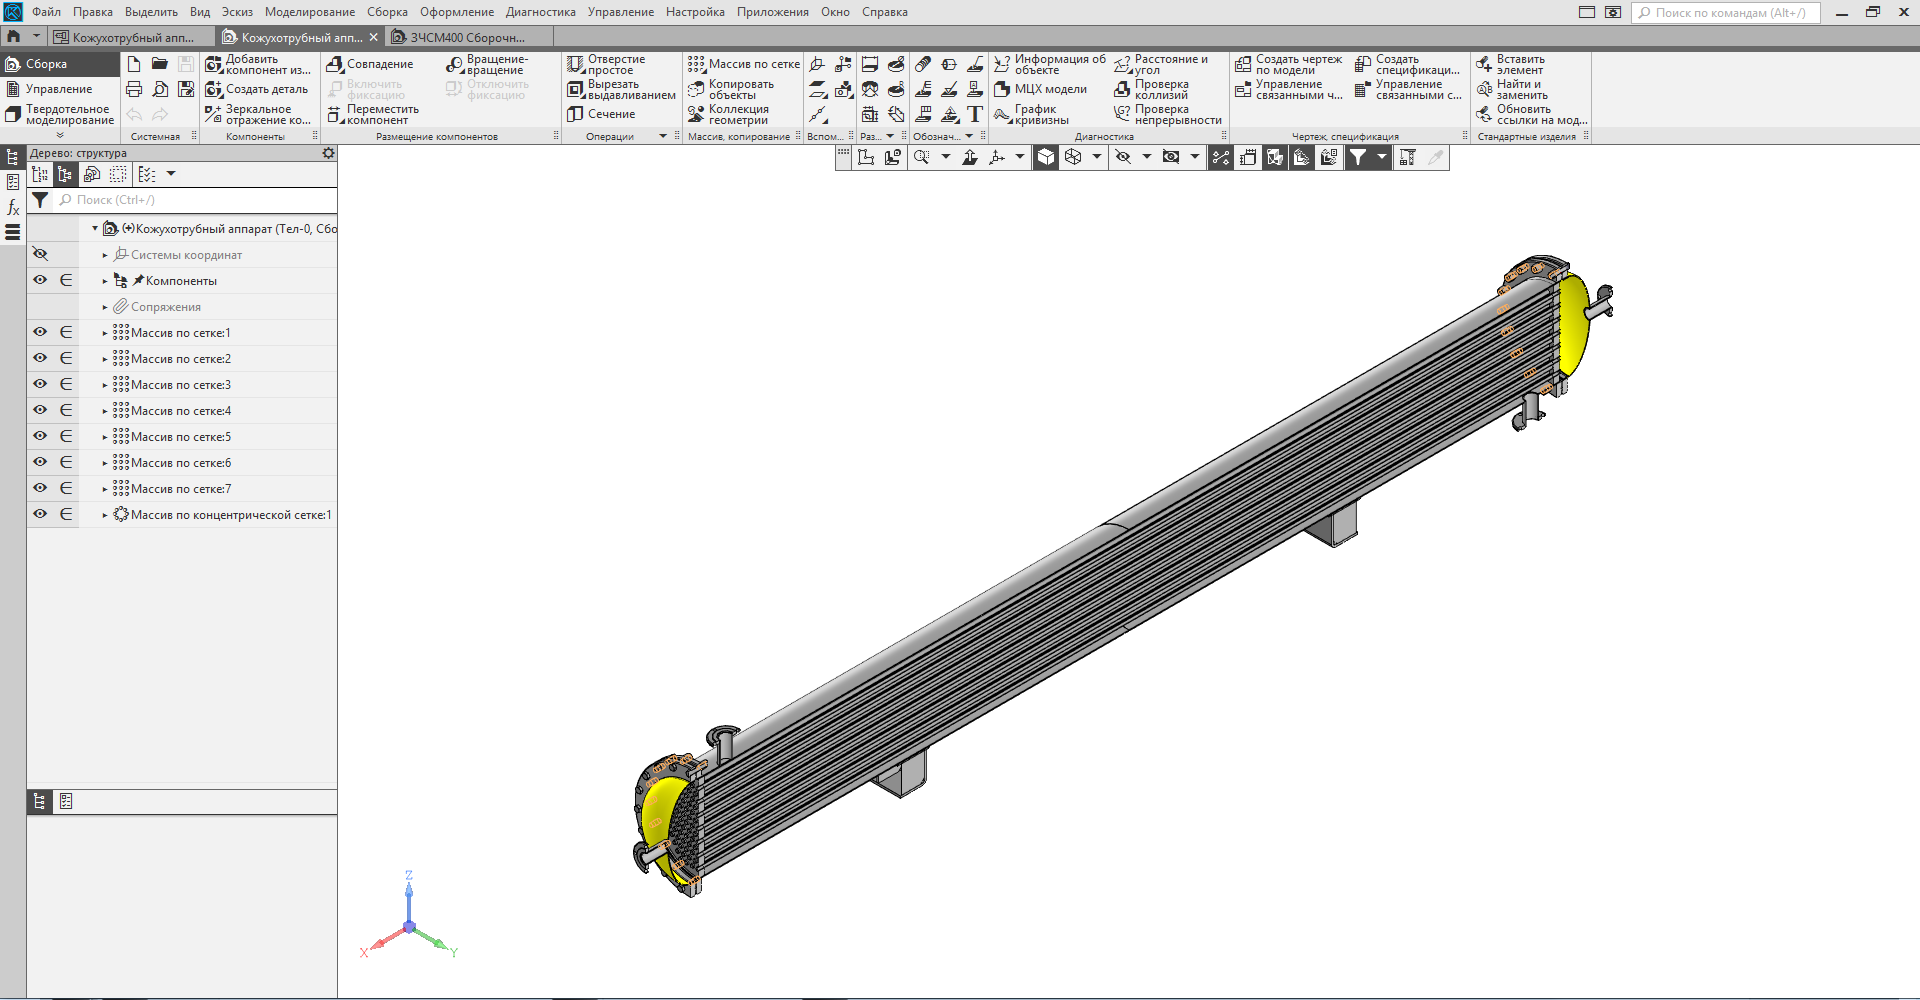 Файл Правка Выделить Вид Эскиз Моделирование Сборка Оформление Диагностика Управление Настройка Приложения Окно Справка
Поиск по командам (Alt+/)
Кожухотрубный апп...
Кожухотрубный апп...
ЗЧСМ400 Сборочн...
Сборка
Управление
Твердотельное
моделирование
Системная
Добавить
компонент из...
Создать деталь
Зеркальное
отражение ко...
Компоненты
Совпадение
Включить
фиксацию
Переместить
компонент
Вращение-
вращение
Отключить
фиксацию
Размещение компонентов
Отверстие
простое
Вырезать
выдавливанием
Сечение
Операции
Массив по сетке
Копировать
объекты
Коллекция
геометрии
Массив, копирование
Вспом...
Раз...
Обознач...
Информация об
объекте
МЦХ модели
График
кривизны
Расстояние и
угол
Проверка
коллизий
Проверка
непрерывности
Диагностика
Создать чертеж
по модели
Управление
связанными ч...
Создать
спецификаци...
Управление
связанными с...
Чертеж, спецификация
Вставить
элемент
Найти и
заменить
Обновить
ссылки на мод...
Стандартные изделия
Дерево: структура
Поиск (Ctrl+/)
(+)Кожухотрубный аппарат (Тел-0, Сбо
Системы координат
Компоненты
Сопряжения
Массив по сетке:1
Массив по сетке:2
Массив по сетке:3
Массив по сетке:4
Массив по сетке:5
Массив по сетке:6
Массив по сетке:7
Массив по концентрической сетке:1
Z
X
Y